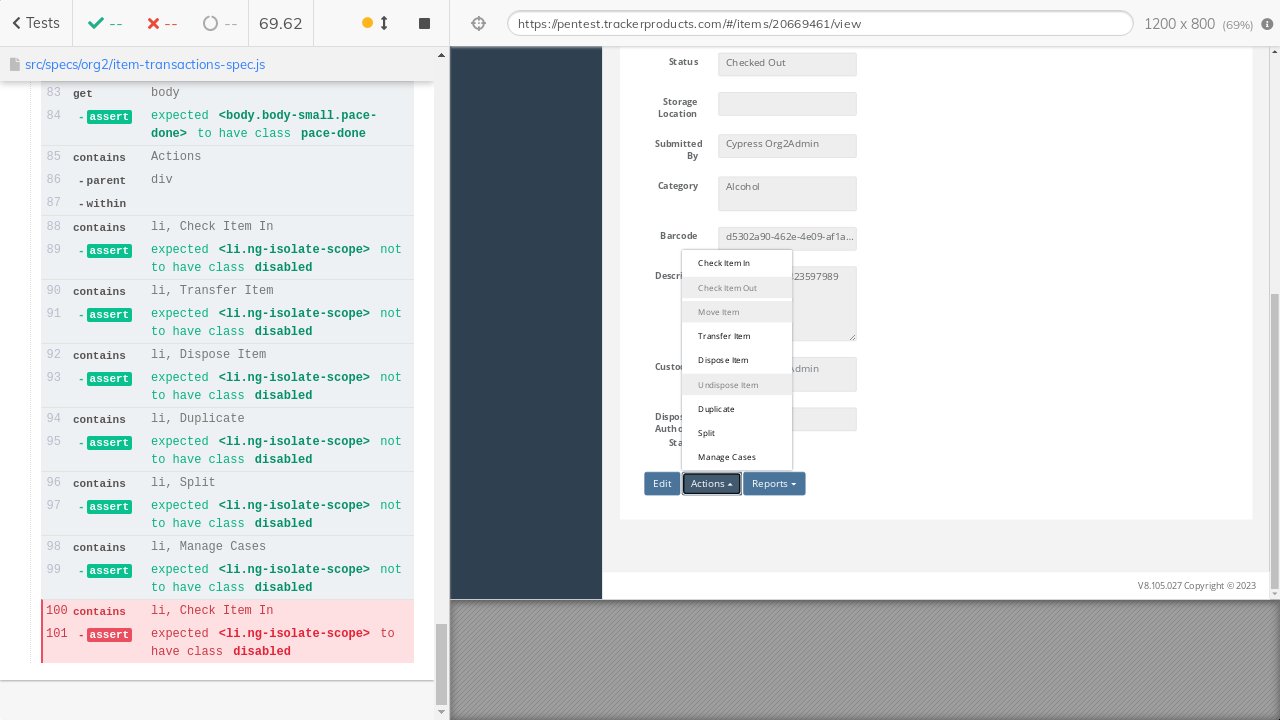 Tests
--
--
--
69.62
https://pentest.trackerproducts.com/#/items/20669461/view
1200 x 800 (69%)
src/specs/org2/item-transactions-spec.js
83 get body
84 -assert expected <body.body-small.pace-
done> to have class pace-done
85 contains Actions
86 -parent div
87 -within
88 contains li, Check Item In
89 -assert expected <li.ng-isolate-scope> not
to have class disabled
90 contains li, Transfer Item
91 -assert expected <li.ng-isolate-scope> not
to have class disabled
92 contains li, Dispose Item
93 -assert expected <li.ng-isolate-scope> not
to have class disabled
94 contains li, Duplicate
95 -assert expected <li.ng-isolate-scope> not
to have class disabled
96 contains li, Split
97 -assert expected <li.ng-isolate-scope> not
to have class disabled
98 contains li, Manage Cases
99 -assert expected <li.ng-isolate-scope> not
to have class disabled
100 contains li, Check Item In
101 -assert expected <li.ng-isolate-scope> to
have class disabled
Status Checked Out
Storage
Location
Submitted
By
Cypress Org2Admin
Category Alcohol
Barcode d5302a90-462e-4e09-af1a...
Descri 23597989
Check Item In
Check Item Out
Move Item
Transfer Item
Dispose Item
Undispose Item
Duplicate
Split
Manage Cases
Custo Admin
Dispos
Autho
Sta
Edit Actions Reports
V8.105.027 Copyright © 2023